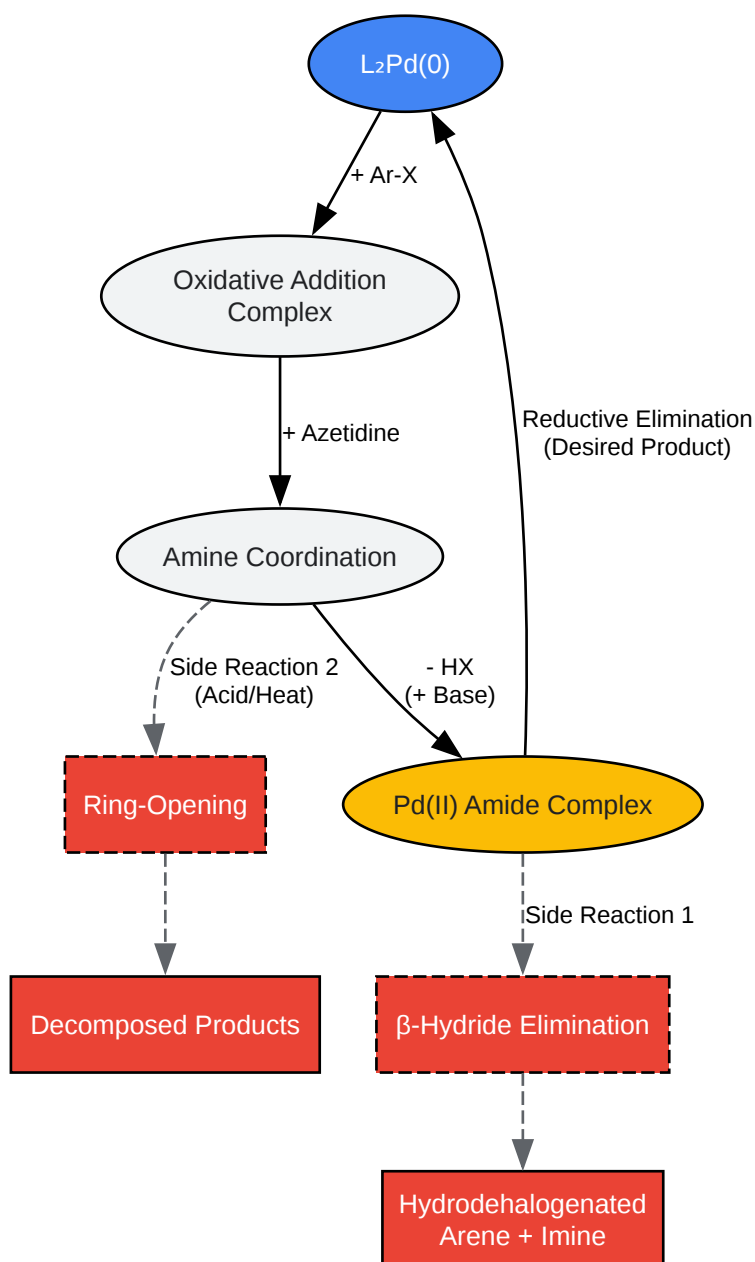 L₂Pd(0)
+ Ar-X
Oxidative Addition
Complex
+ Azetidine
Reductive Elimination
(Desired Product)
Amine Coordination
Side Reaction 2
(Acid/Heat)
- HX
(+ Base)
Ring-Opening
Pd(II) Amide Complex
Side Reaction 1
Decomposed Products
β-Hydride Elimination
Hydrodehalogenated
Arene + Imine